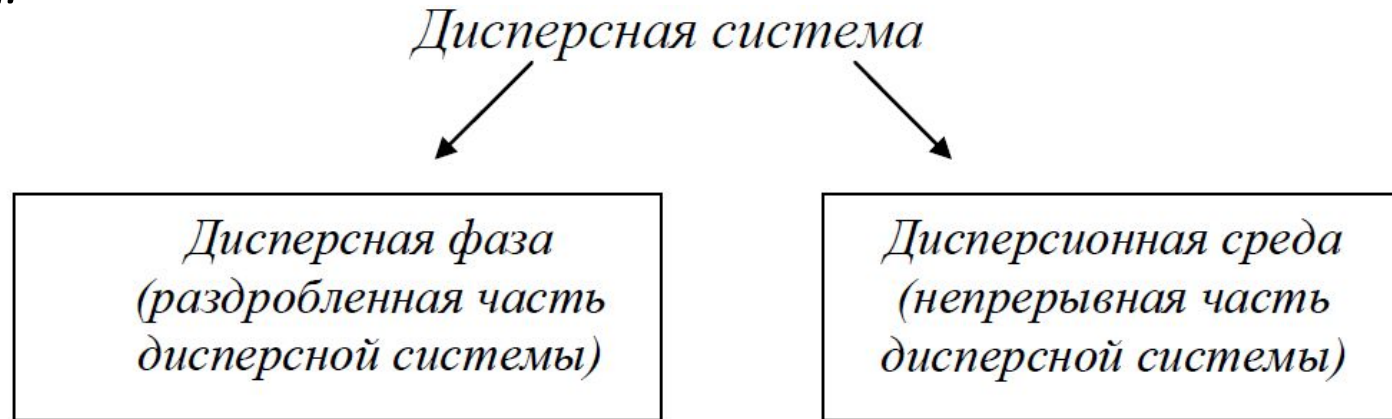 Дисперсная система
Дисперсная фаза
(раздробленная часть
дисперсной системы)
Дисперсионная среда
(непрерывная часть
дисперсной системы)